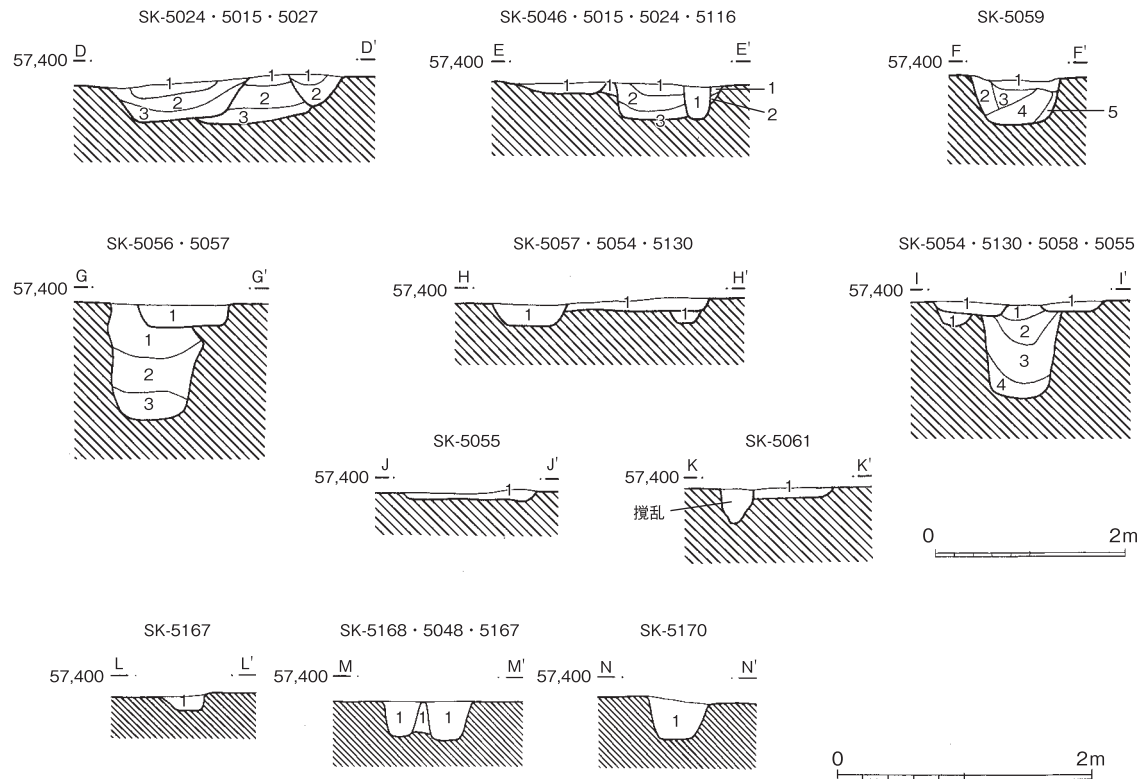 SK-5024・5015・5027
57,400 D D'
1 1 1
2 2 2
3 3
SK-5046・5015・5024・5116
57,400 E E'
1 1 1 1
2 1 2
3
SK-5059
57,400 F F'
1
2 3 4 5
SK-5056・5057
57,400 G G'
1
1
2
3
SK-5057・5054・5130
57,400 H H'
1
1 1
SK-5054・5130・5058・5055
57,400 I I'
1 1 1
1
2
3
4
SK-5055
57,400 J J'
1
SK-5061
57,400 K K'
1
撹乱
0 2m
SK-5167
57,400 L L'
1
SK-5168・5048・5167
57,400 M M'
1 1 1
SK-5170
57,400 N N'
1
0 2m